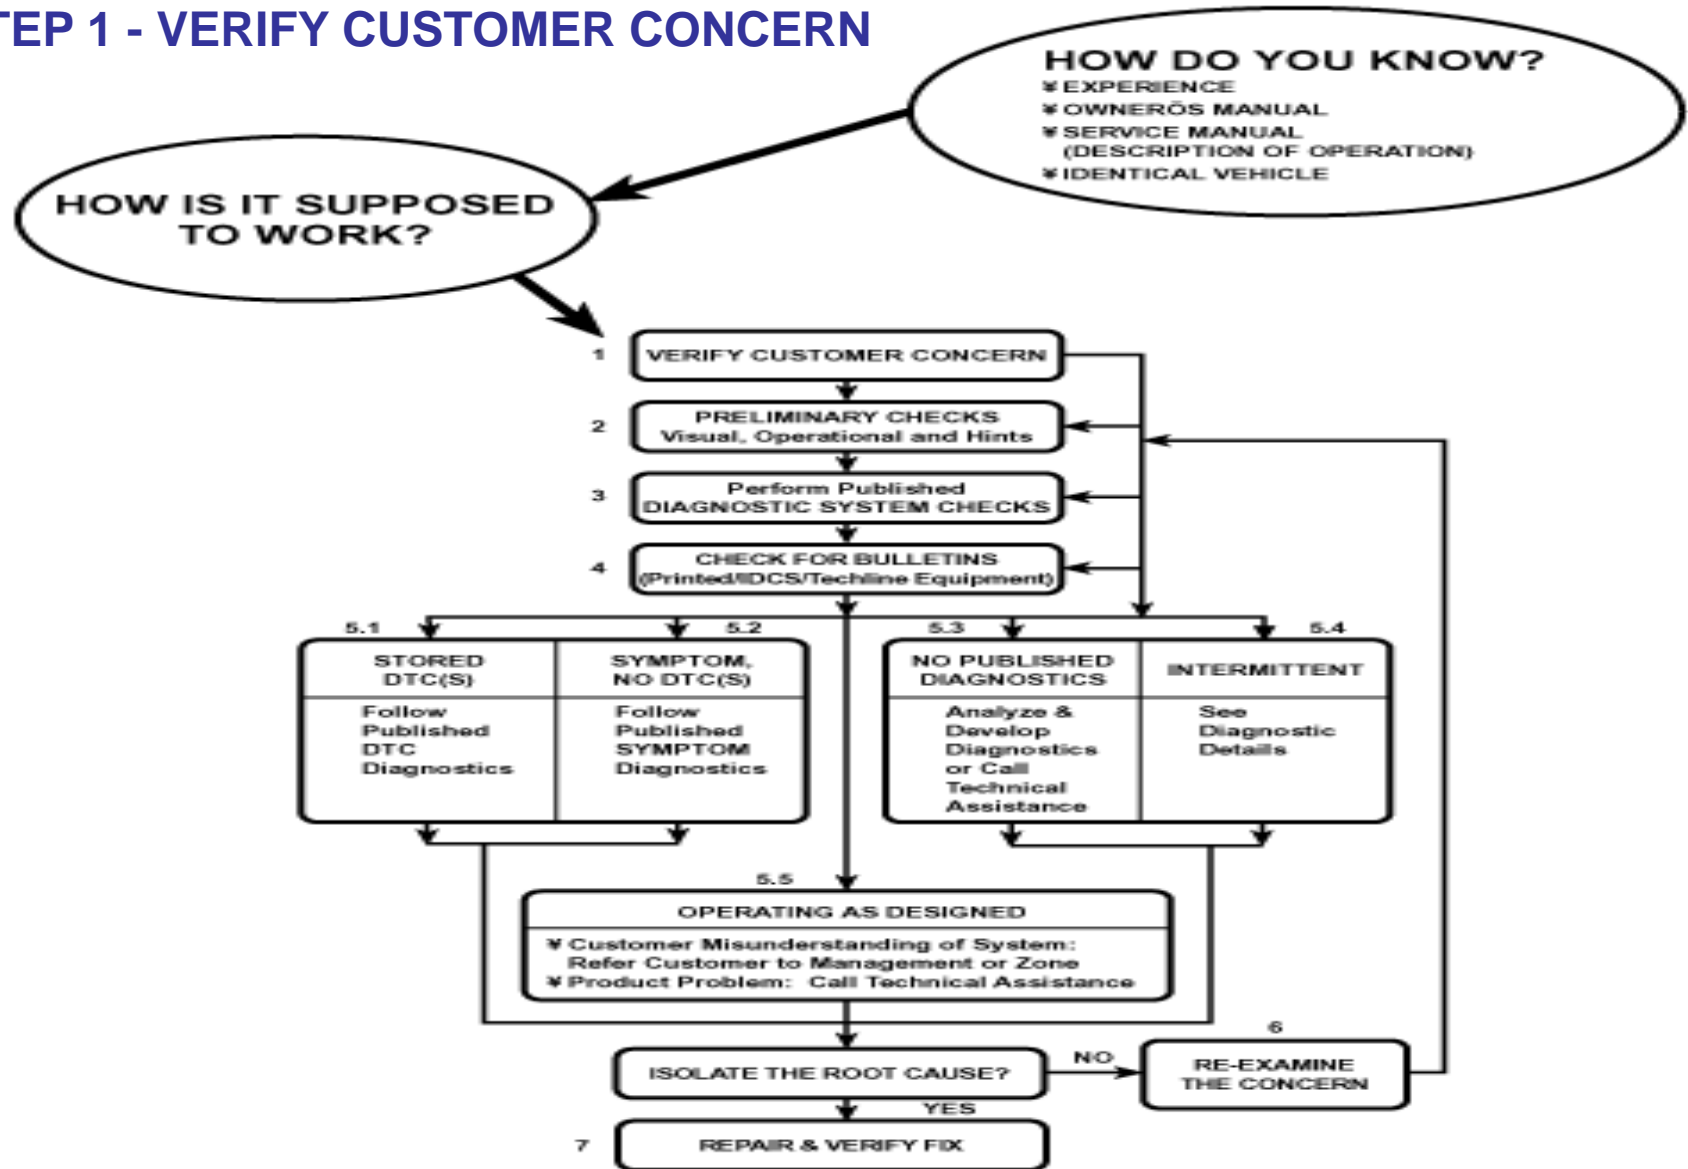 TEP 1 - VERIFY CUSTOMER CONCERN
HOW DO YOU KNOW?
¥ EXPERIENCE
¥ OWNERÕS MANUAL
¥ SERVICE MANUAL
(DESCRIPTION OF OPERATION)
¥ IDENTICAL VEHICLE
HOW IS IT SUPPOSED
TO WORK?
1
VERIFY CUSTOMER CONCERN
2
PRELIMINARY CHECKS
Visual, Operational and Hints
3
Perform Published
DIAGNOSTIC SYSTEM CHECKS
4
CHECK FOR BULLETINS
(Printed/IDCS/Techline Equipment)
5.1
STORED
DTC(S)
Follow
Published
DTC
Diagnostics
5.2
SYMPTOM,
NO DTC(S)
Follow
Published
SYMPTOM
Diagnostics
5.3
NO PUBLISHED
DIAGNOSTICS
Analyze &
Develop
Diagnostics
or Call
Technical
Assistance
5.4
INTERMITTENT
See
Diagnostic
Details
5.5
OPERATING AS DESIGNED
¥ Customer Misunderstanding of System:
Refer Customer to Management or Zone
¥ Product Problem: Call Technical Assistance
ISOLATE THE ROOT CAUSE?
NO
6
RE-EXAMINE
THE CONCERN
YES
7
REPAIR & VERIFY FIX